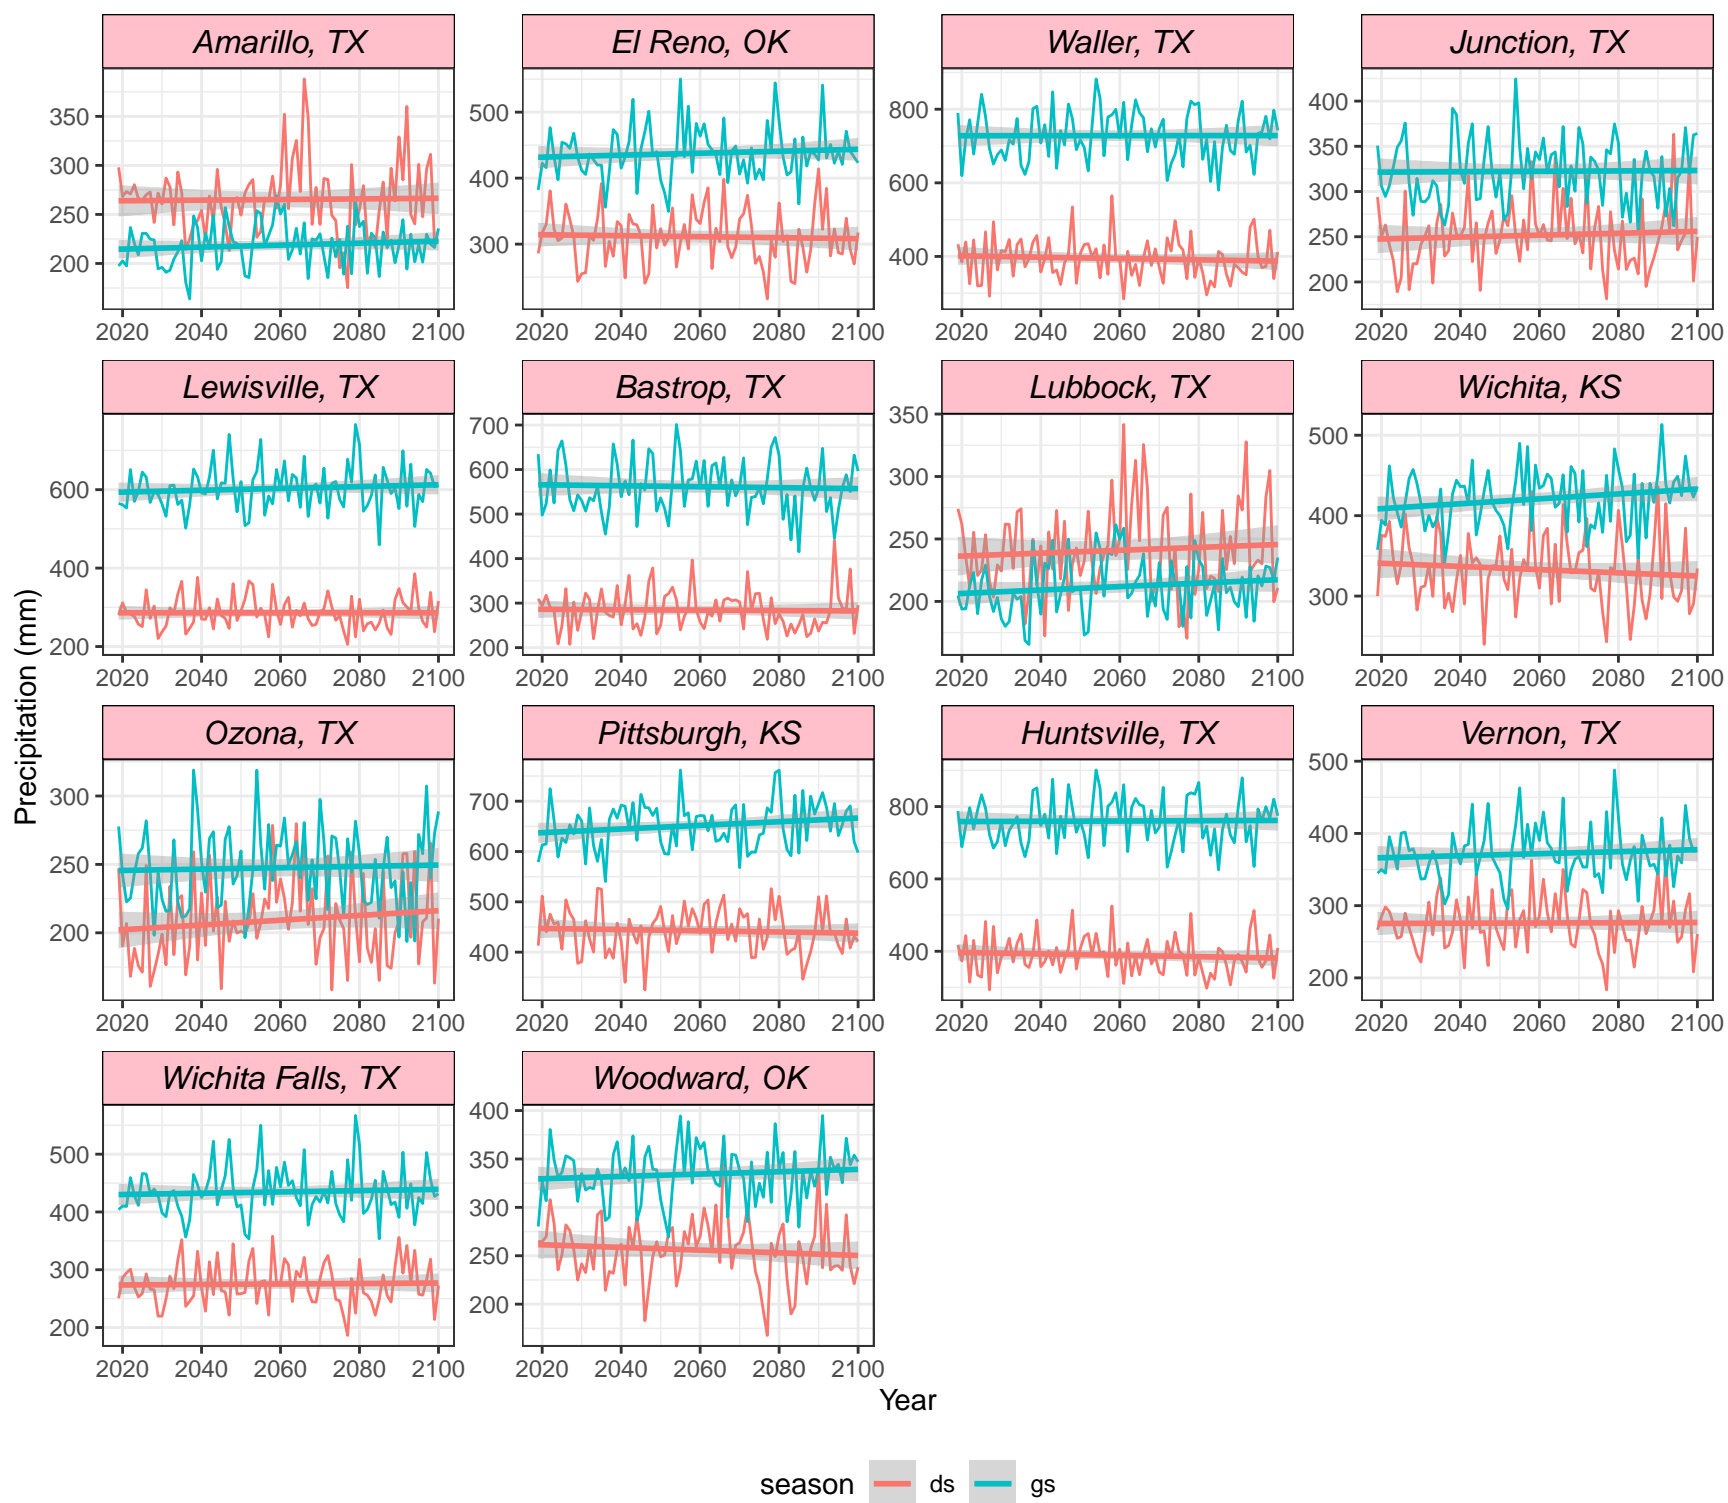 Amarillo, TX
El Reno, OK
Waller, TX
Junction, TX
350
300
250
200
500
400
300
800
600
400
400
350
300
250
200
2020 2040 2060 2080 2100
2020 2040 2060 2080 2100
2020 2040 2060 2080 2100
2020 2040 2060 2080 2100
Lewisville, TX
Bastrop, TX
Lubbock, TX
Wichita, KS
600
400
200
700
600
500
400
300
200
350
300
250
200
500
400
300
2020 2040 2060 2080 2100
2020 2040 2060 2080 2100
2020 2040 2060 2080 2100
2020 2040 2060 2080 2100
Precipitation (mm)
Ozona, TX
Pittsburgh, KS
Huntsville, TX
Vernon, TX
300
250
200
700
600
500
400
800
600
400
500
400
300
200
2020 2040 2060 2080 2100
2020 2040 2060 2080 2100
2020 2040 2060 2080 2100
2020 2040 2060 2080 2100
Wichita Falls, TX
Woodward, OK
500
400
300
200
400
350
300
250
200
2020 2040 2060 2080 2100
2020 2040 2060 2080 2100
Year
season ds gs